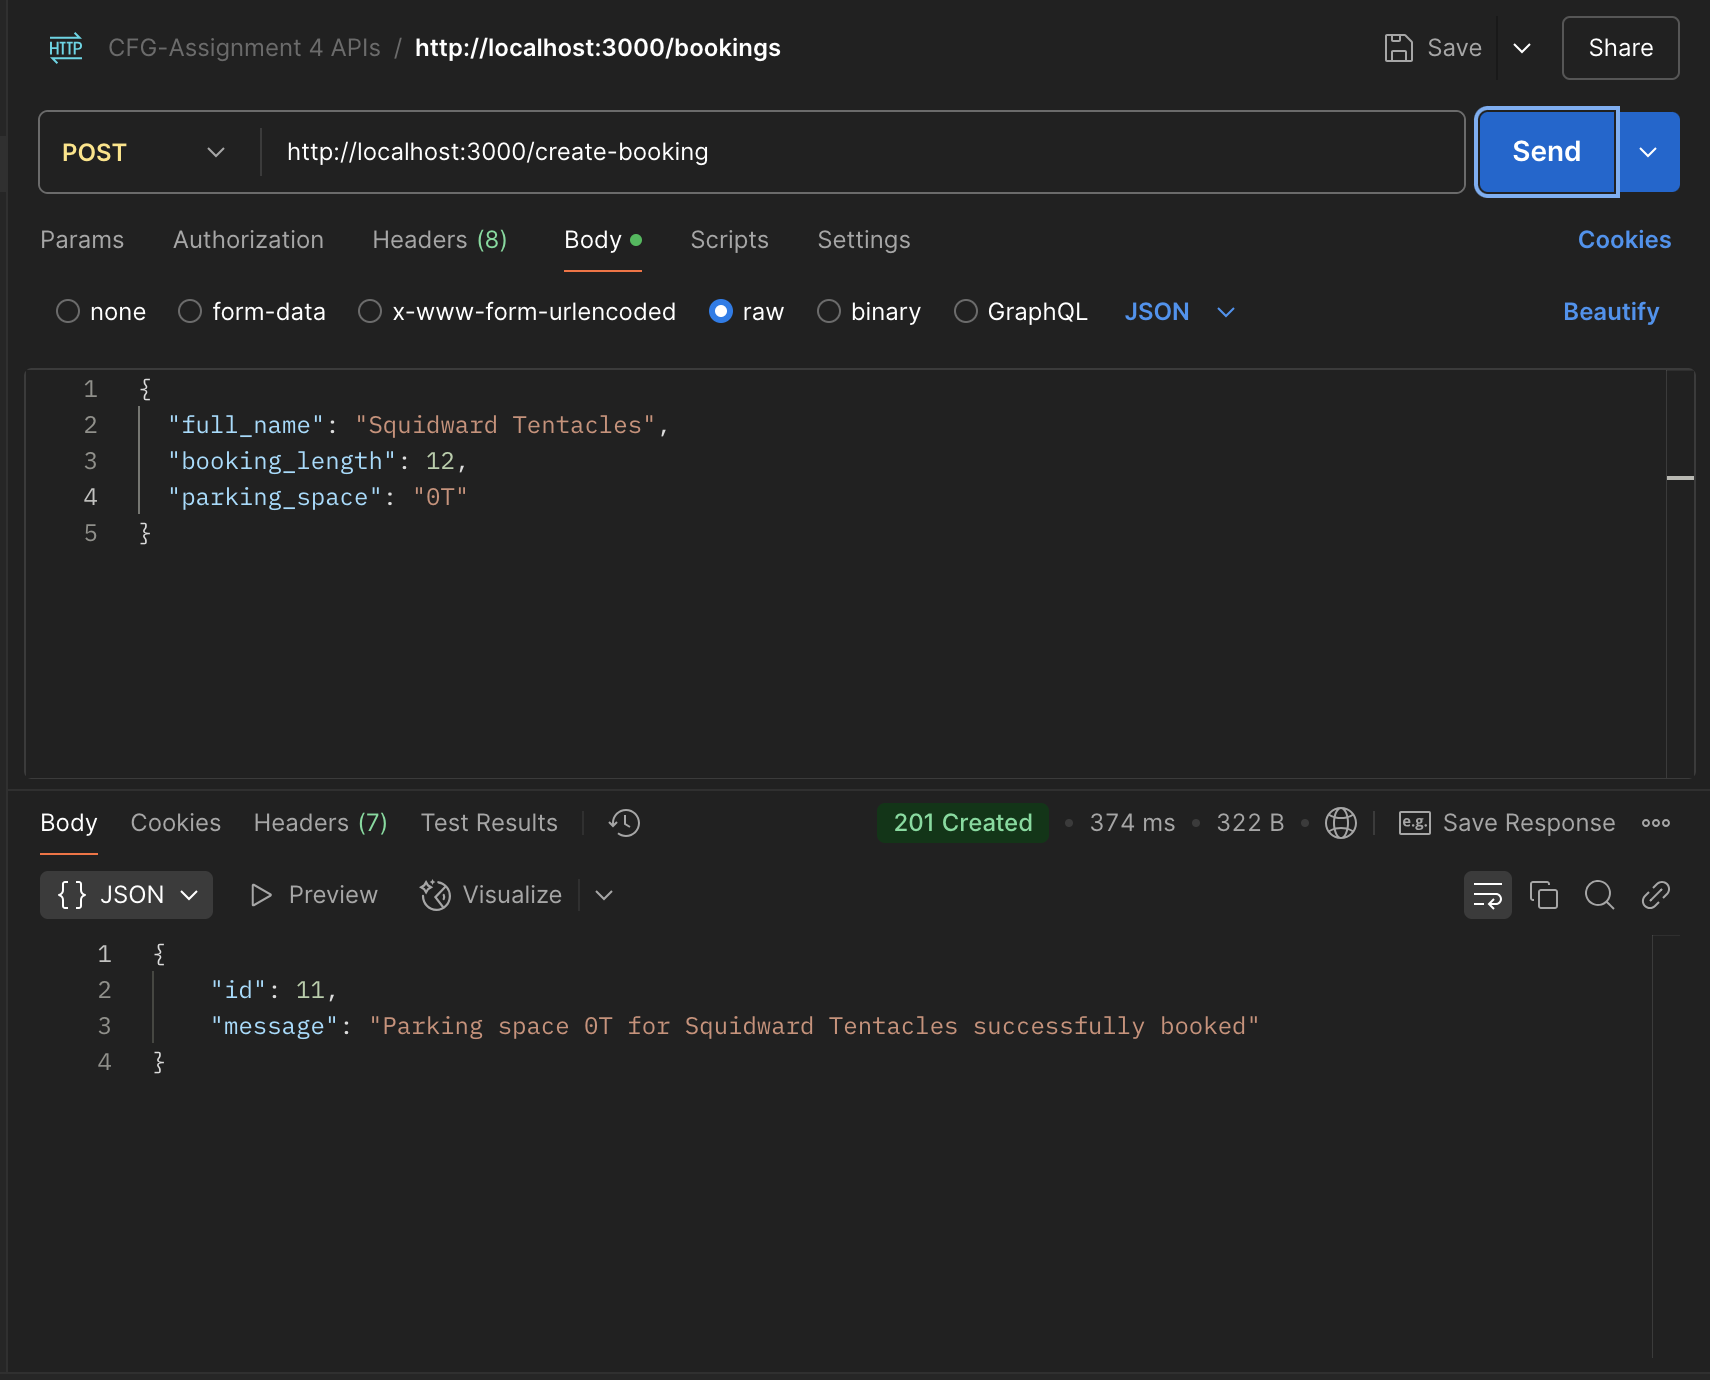 HTTP CFG-Assignment 4 APIs / http://localhost:3000/bookings Save Share
POST http://localhost:3000/create-booking Send
Params Authorization Headers (8) Body Scripts Settings Cookies
none form-data x-www-form-urlencoded raw binary GraphQL JSON Beautify
1 {
2 "full_name": "Squidward Tentacles",
3 "booking_length": 12,
4 "parking_space": "0T"
5 }
Body Cookies Headers (7) Test Results 201 Created • 374 ms • 322 B • e.g. Save Response
{} JSON Preview Visualize
1 {
2 "id": 11,
3 "message": "Parking space 0T for Squidward Tentacles successfully booked"
4 }